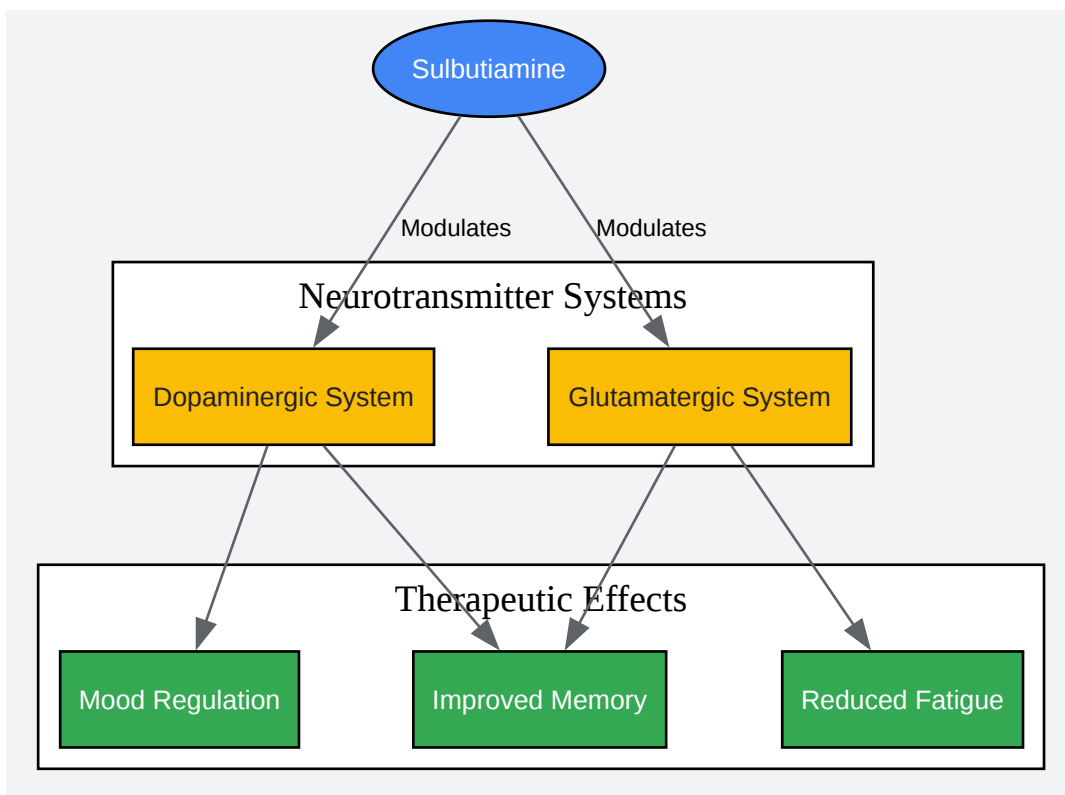 Sulbutiamine
Modulates
Modulates
Neurotransmitter Systems
Dopaminergic System
Glutamatergic System
Therapeutic Effects
Mood Regulation
Improved Memory
Reduced Fatigue